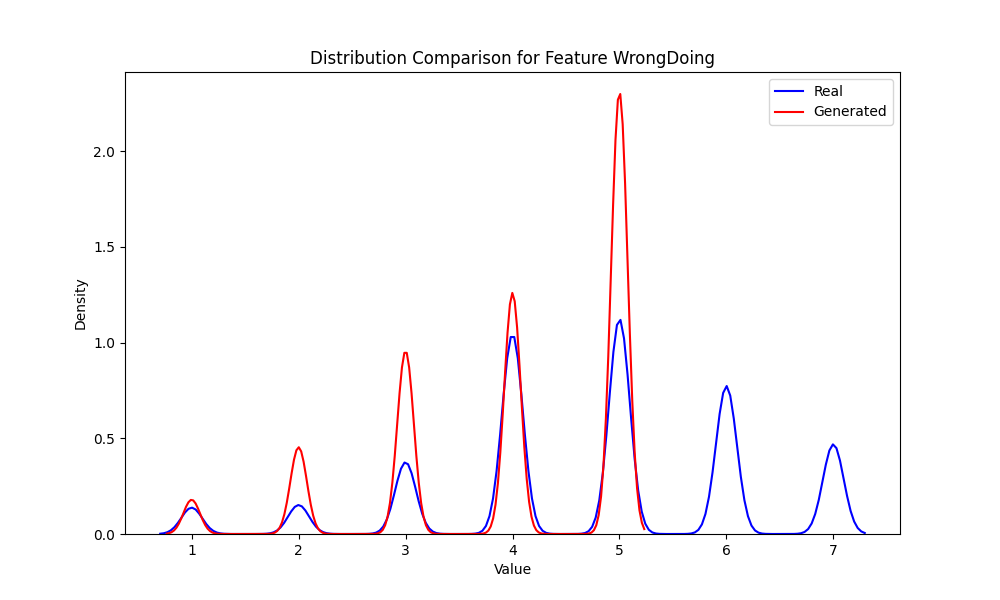 Distribution Comparison for Feature WrongDoing
Real
Generated
2.0
1.5
1.0
0.5
0.0
Density
1 2 3 4 5 6 7
Value